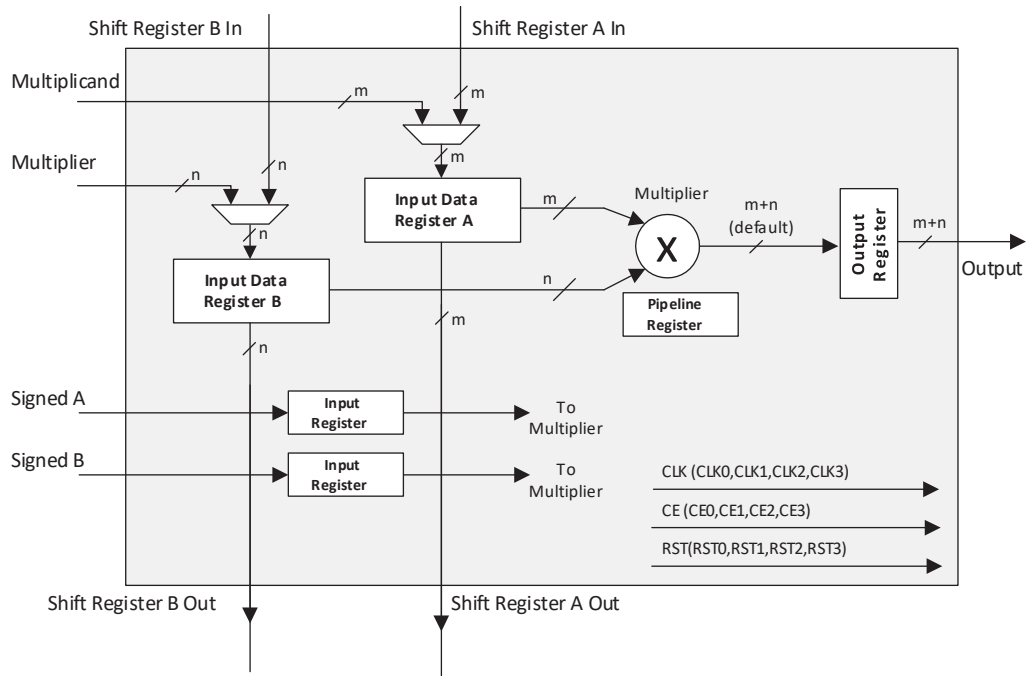 Shift Register B In
Shift Register A In
Multiplicand
m
m
Multiplier
n
n
m
Input Data
Register A
m
Multiplier
X
m+n
(default)
Output
Register
m+n
Output
n
Input Data
Register B
n
Pipeline
Register
m
n
Signed A
Input
Register
To
Multiplier
Signed B
Input
Register
To
Multiplier
CLK (CLK0,CLK1,CLK2,CLK3)
CE (CE0,CE1,CE2,CE3)
RST(RST0,RST1,RST2,RST3)
Shift Register B Out
Shift Register A Out